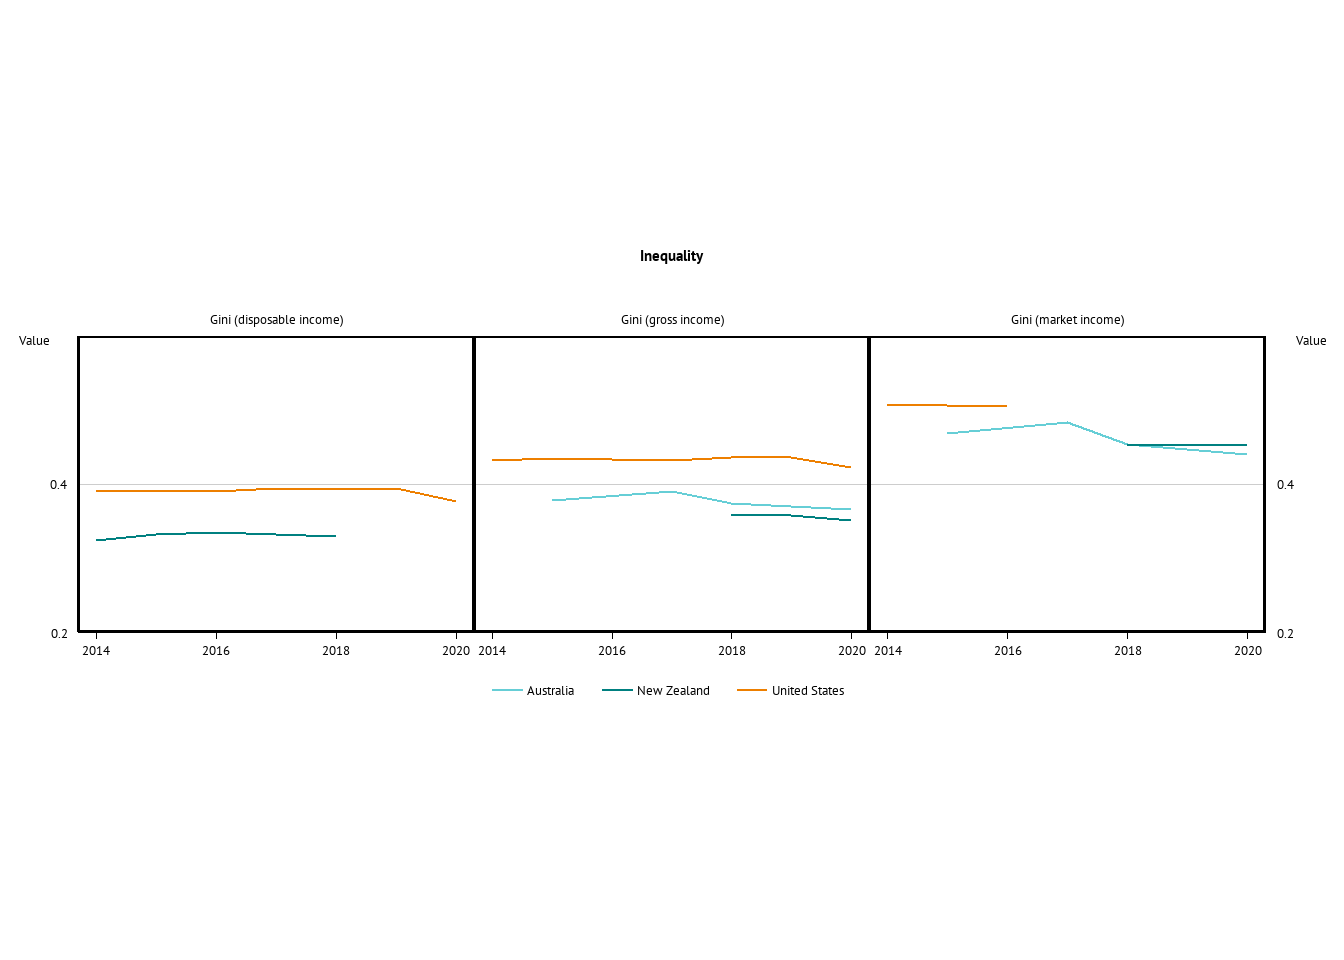 Inequality
Gini (disposable income) Gini (gross income) Gini (market income)
Value Value
0.4 0.4
0.2 0.2
2014 2016 2018 2020 2014 2016 2018 2020 2014 2016 2018 2020
Australia New Zealand United States